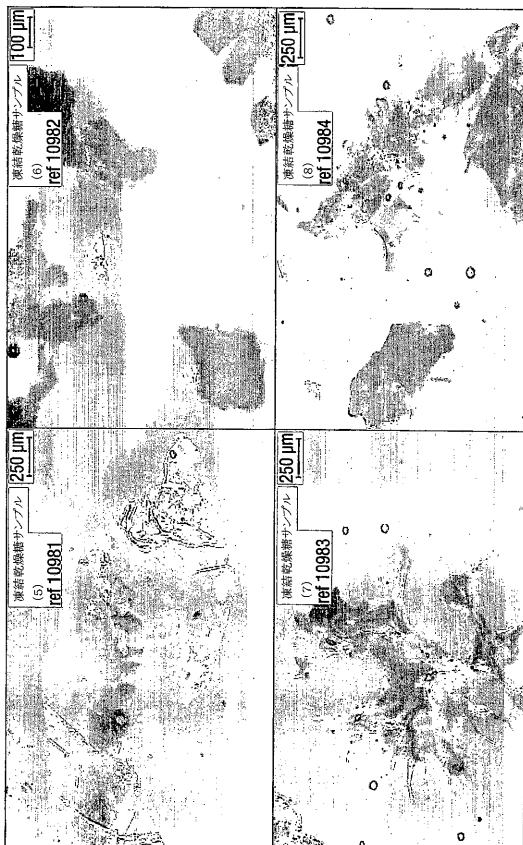 凍結乾燥糖サンプル
(5)
ref 10981
250 μm
凍結乾燥糖サンプル
(6)
ref 10982
100 μm
凍結乾燥糖サンプル
(7)
ref 10983
250 μm
凍結乾燥糖サンプル
(8)
ref 10984
250 μm